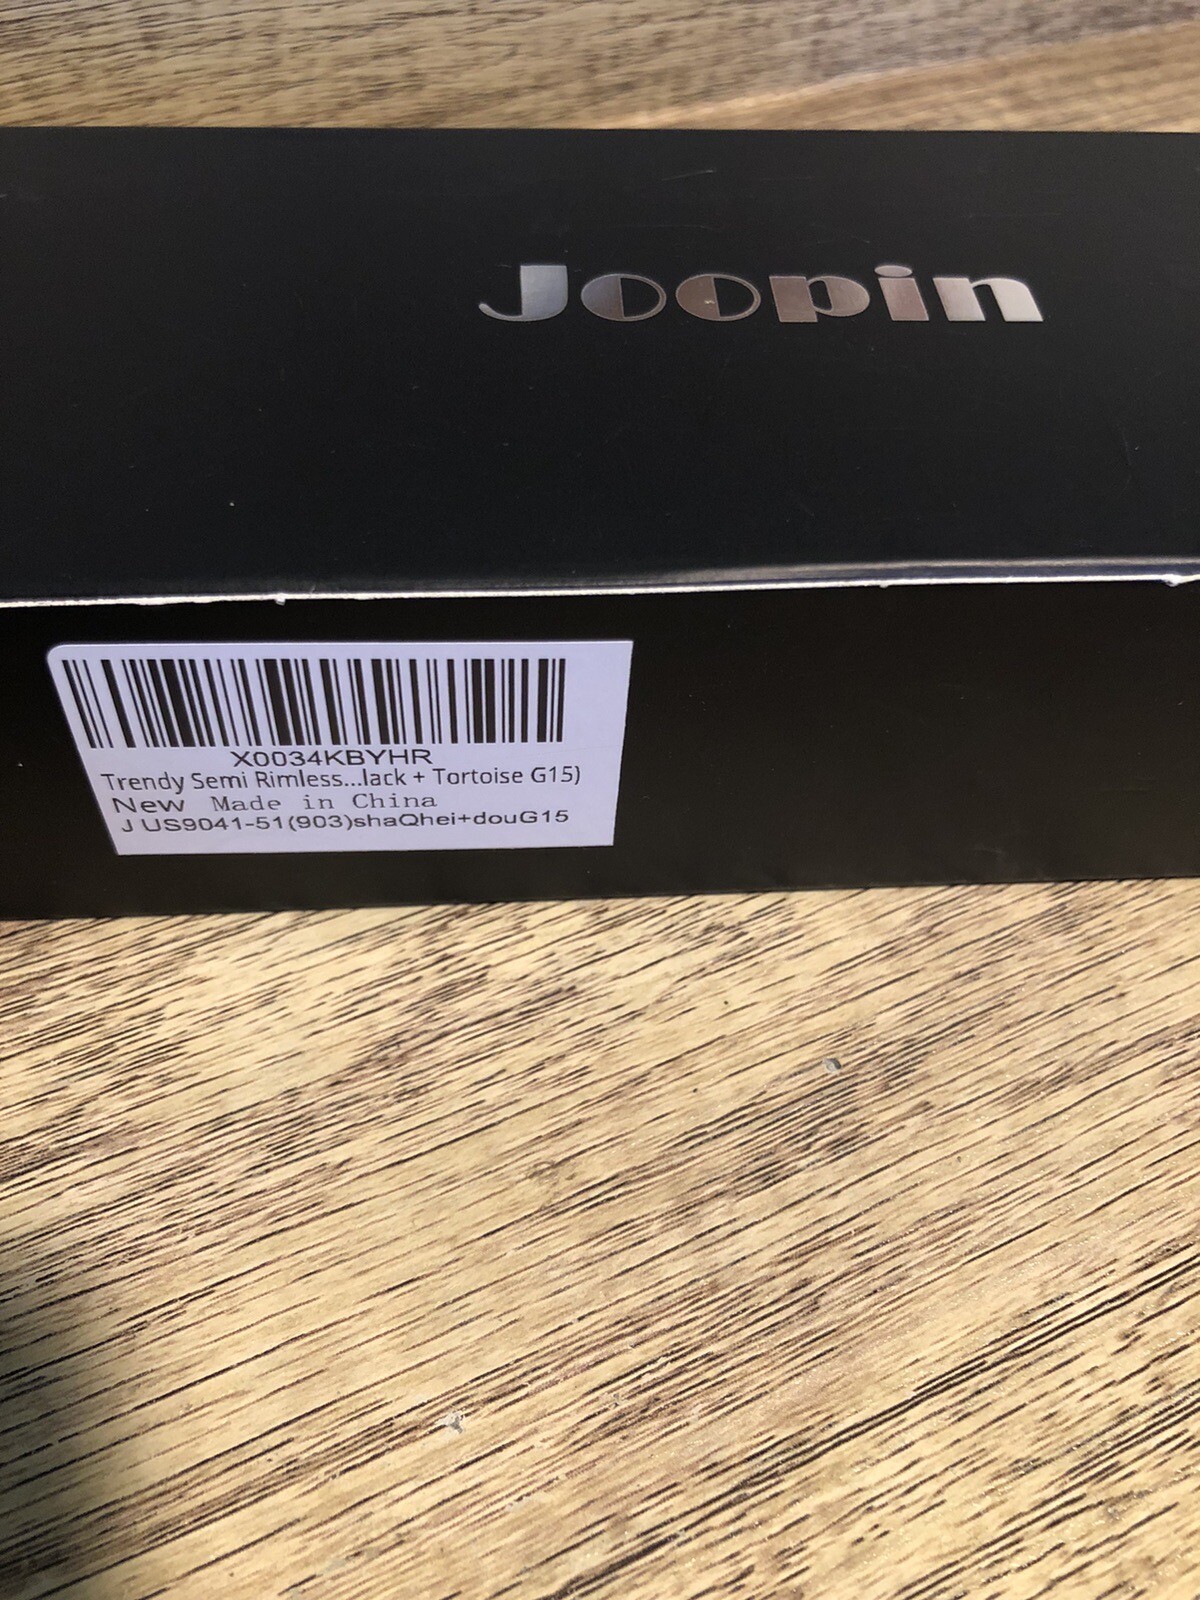 Joopin
X0034KBYHR
Trendy Semi Rimless...lack + Tortoise G15)
New Made in China
J US9041-51(903)shaQhei+douG15